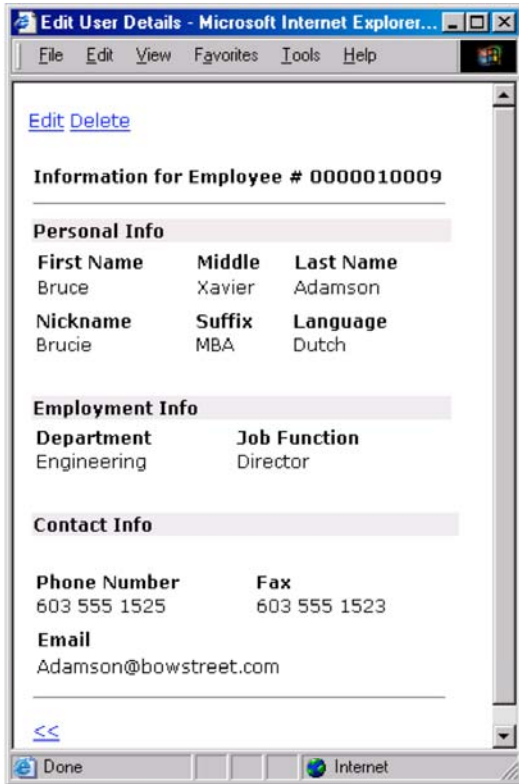 Edit User Details - Microsoft Internet Explorer...
File Edit View Favorites Tools Help
Edit Delete
Information for Employee # 0000010009
Personal Info
First Name Middle Last Name
Bruce Xavier Adamson
Nickname Suffix Language
Brucie MBA Dutch
Employment Info
Department Job Function
Engineering Director
Contact Info
Phone Number Fax
603 555 1525 603 555 1523
Email
Adamson@bowstreet.com
<<
Done Internet